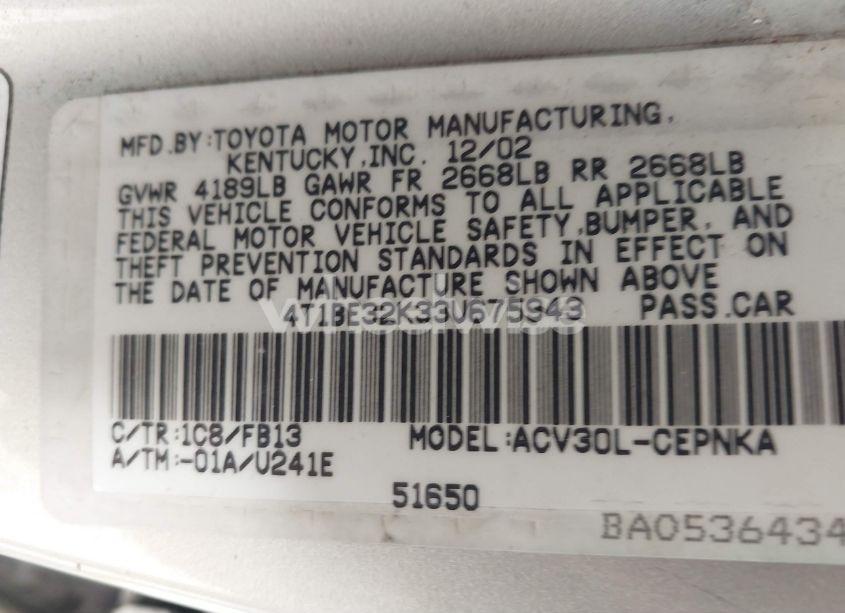 MFD.BY:TOYOTA MOTOR MANUFACTURING,
KENTUCKY,INC. 12/02
GVWR 4189LB GAWR FR 2668LB RR 2668LB
THIS VEHICLE CONFORMS TO ALL APPLICABLE
FEDERAL MOTOR VEHICLE SAFETY,BUMPER, AND
THEFT PREVENTION STANDARDS IN EFFECT ON
THE DATE OF MANUFACTURE SHOWN ABOVE
4T1BE32K33U675943 PASS.CAR
C/TR:1C8/FB13 MODEL:ACV30L-CEPNKA
A/TM:-01A/U241E
51650
BA0536434